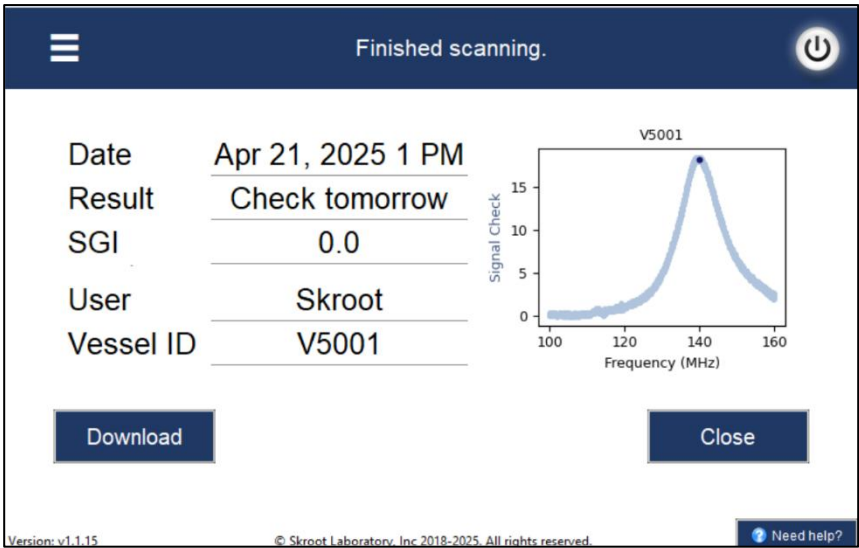 Finished scanning.
Date Apr 21, 2025 1 PM
Result Check tomorrow
SGI 0.0
User Skroot
Vessel ID V5001
V5001
Signal Check
15
10
5
0
100 120 140 160
Frequency (MHz)
Download
Close
Version: v1.1.15
© Skroot Laboratory, Inc 2018-2025. All rights reserved.
? Need help?